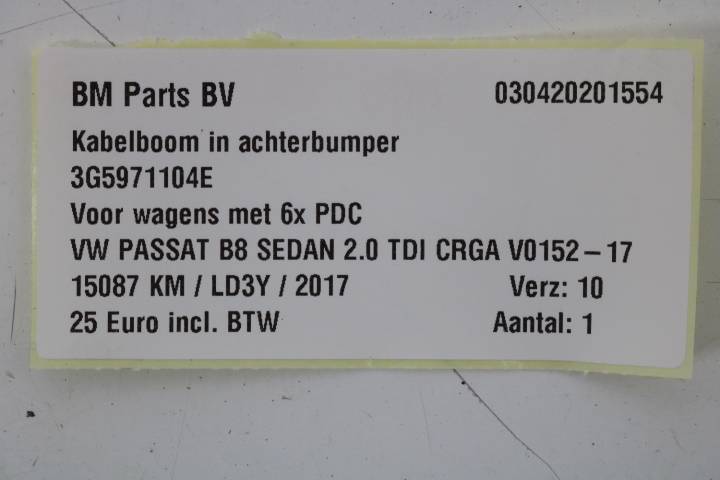 BM Parts BV 030420201554
Kabelboom in achterbumper
3G5971104E
Voor wagens met 6x PDC
VW PASSAT B8 SEDAN 2.0 TDI CRGA V0152-17
15087 KM / LD3Y / 2017 Verz: 10
25 Euro incl. BTW Aantal: 1